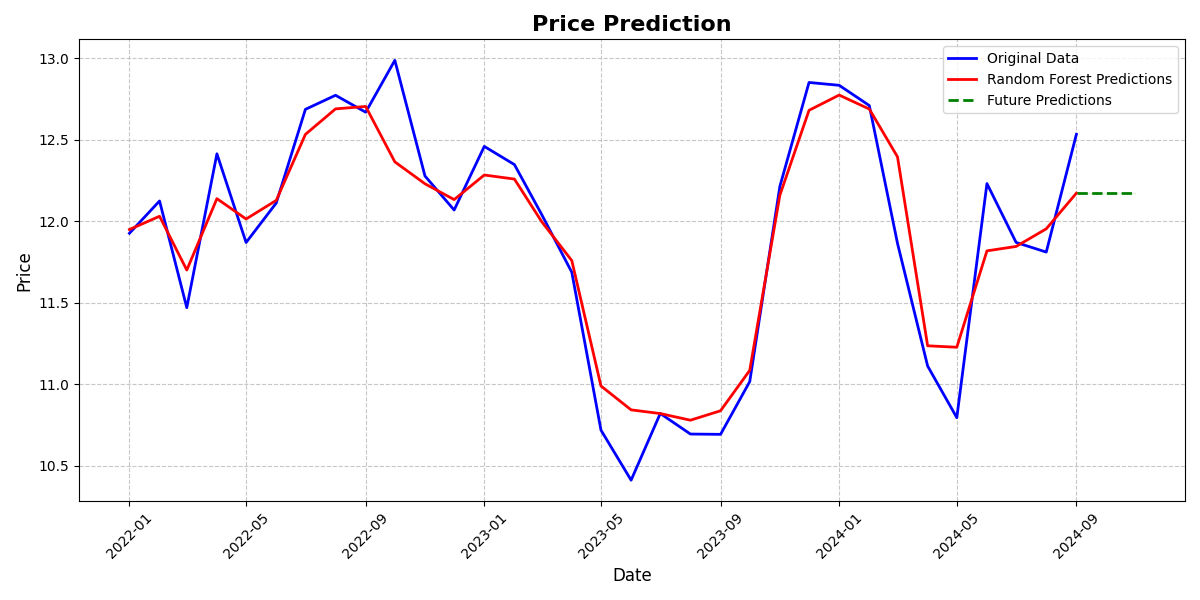 Price Prediction
Original Data
Random Forest Predictions
Future Predictions
Price
13.0
12.5
12.0
11.5
11.0
10.5
2022-01
2022-05
2022-09
2023-01
2023-05
2023-09
2024-01
2024-05
2024-09
Date